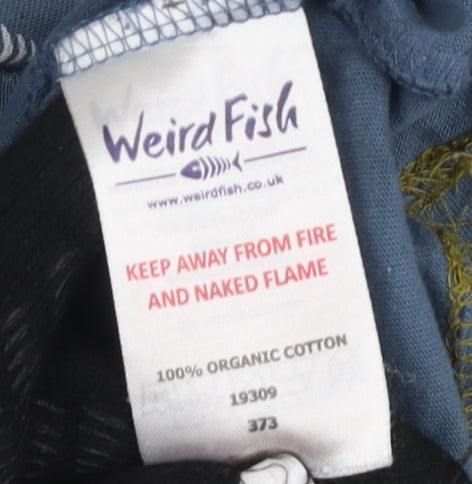 Weird Fish
www.weirdfish.co.uk
KEEP AWAY FROM FIRE
AND NAKED FLAME
100% ORGANIC COTTON
19309
373